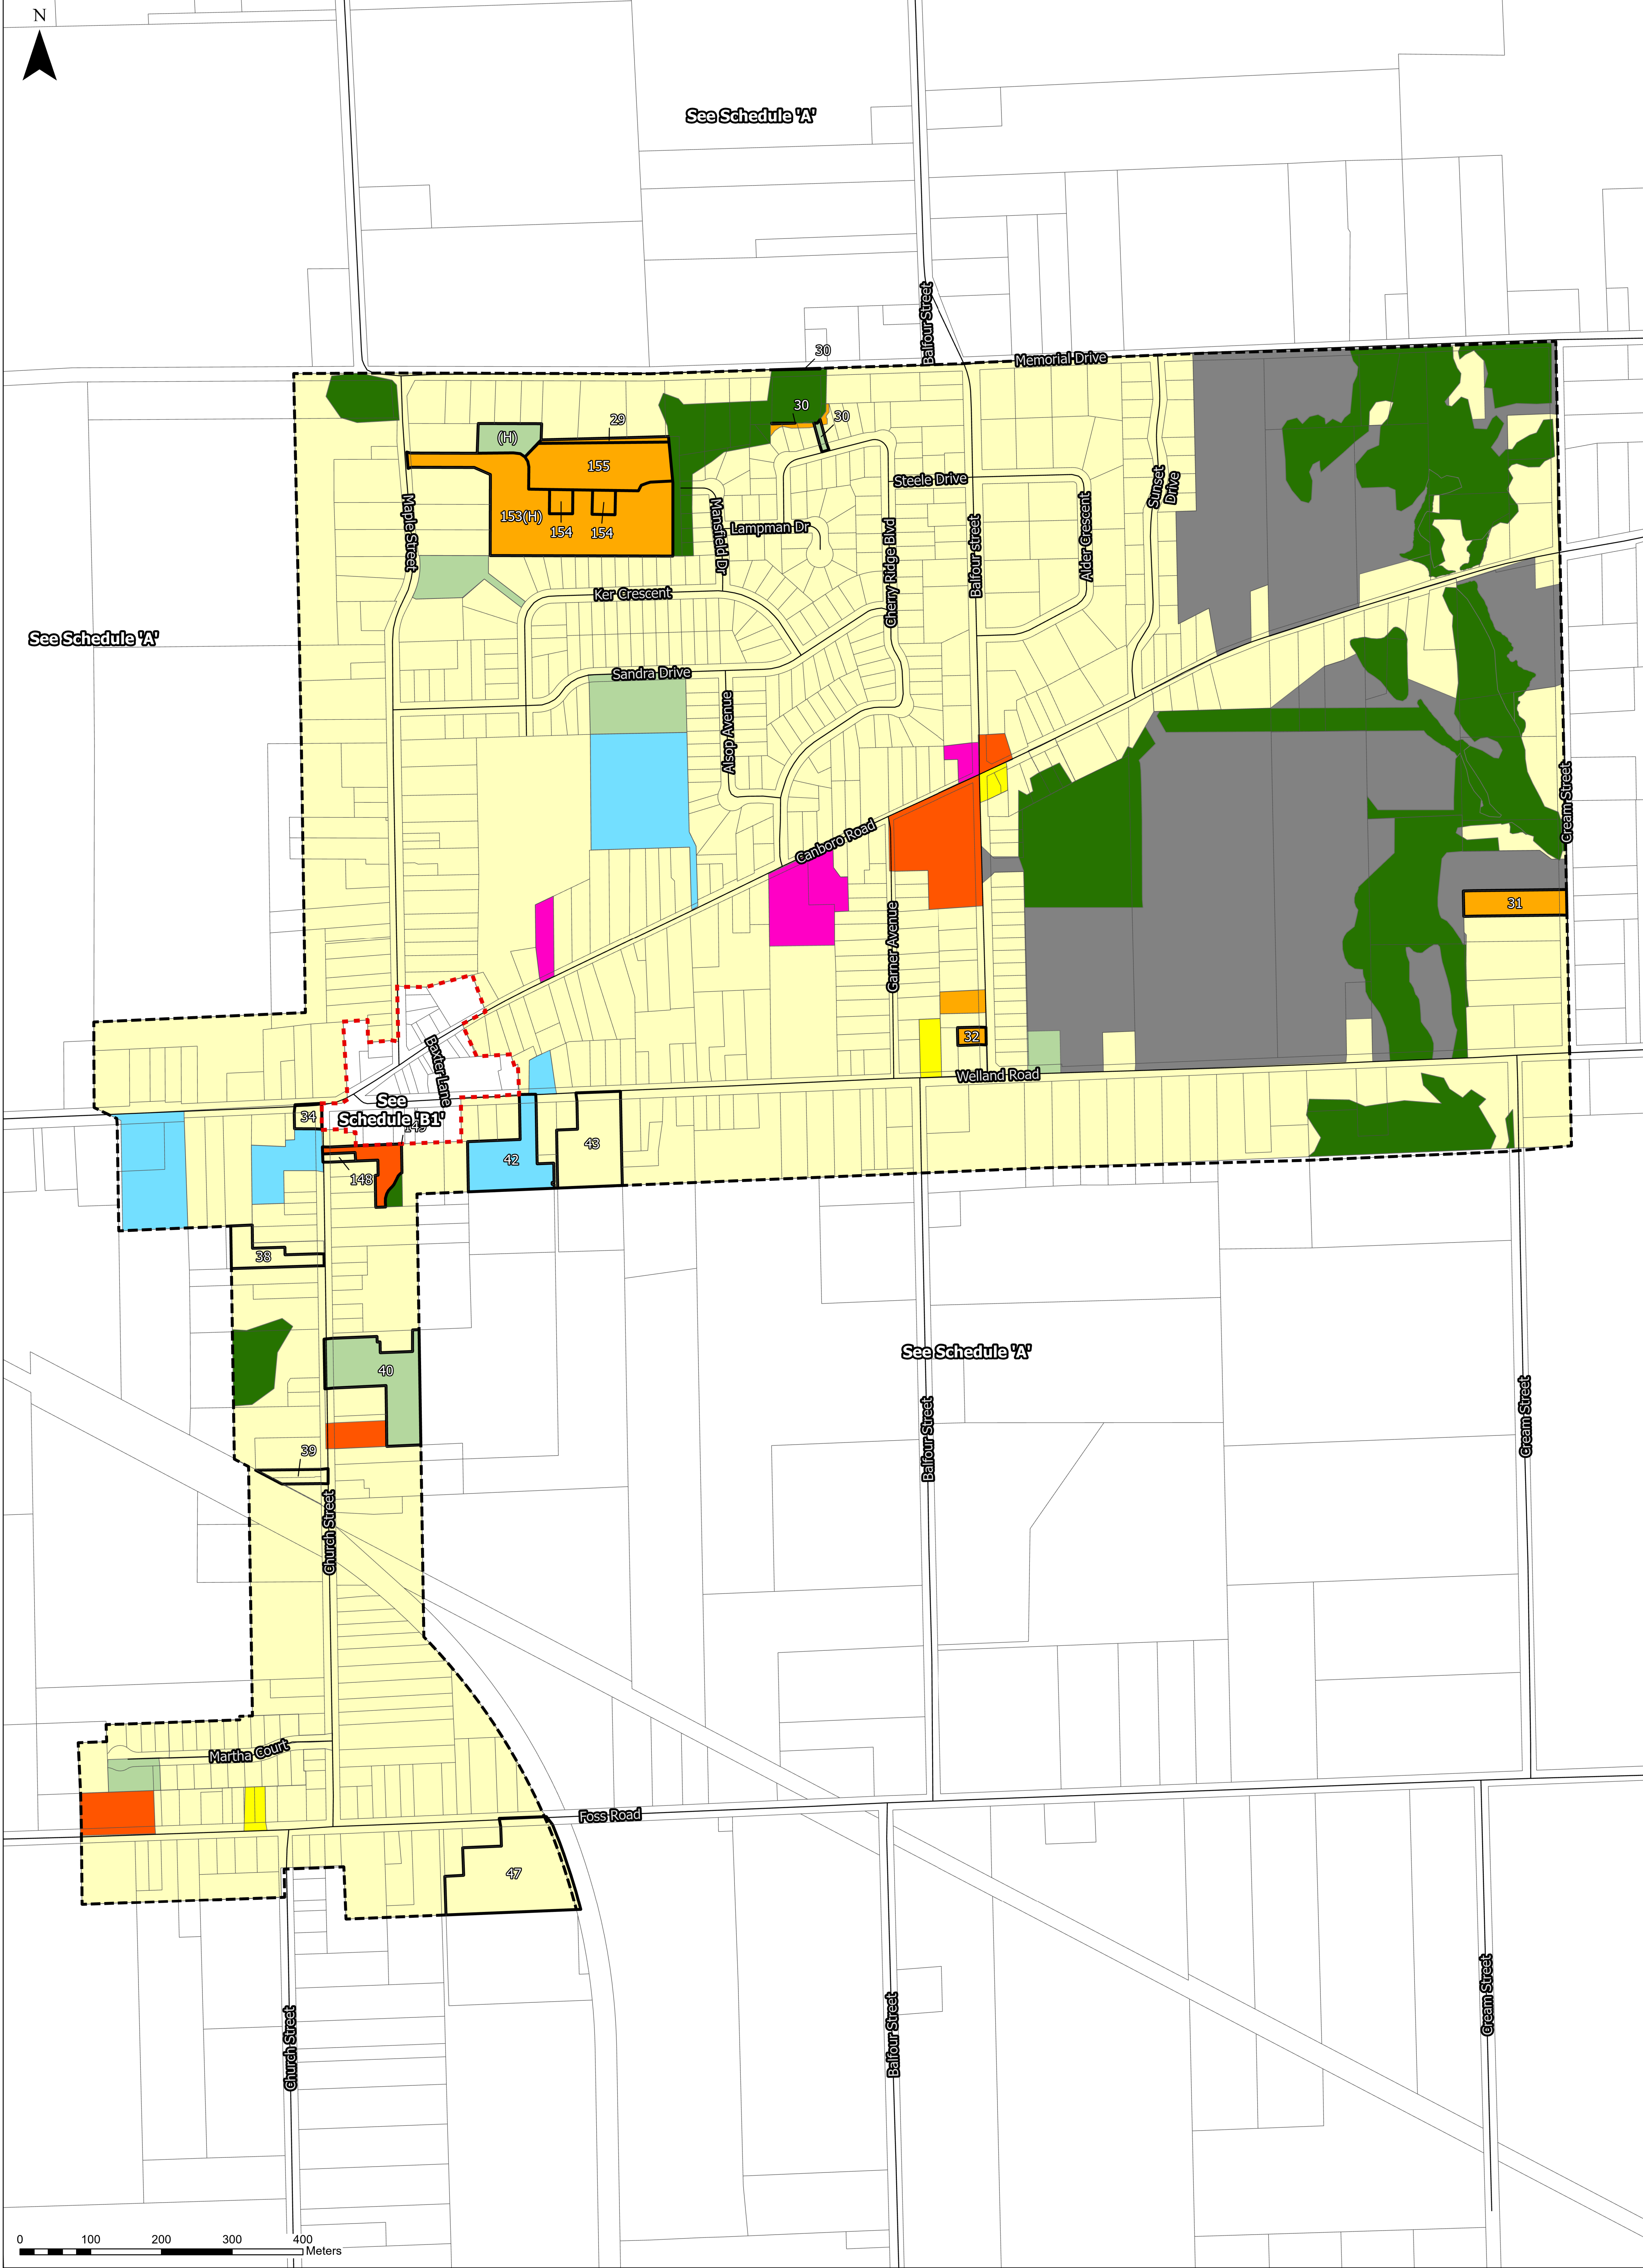 N
See Schedule 'A'
Balfour Street
30
Memorial Drive
30
30
29
(H)
155
Steele Drive
Sunset
Drive
Maple Street
153(H)
154
154
Mansfield Dr
Lampman Dr
Cherry Ridge Blvd
Balfour street
Alder Crescent
Ker Crescent
See Schedule 'A'
Sandra Drive
Alsop Avenue
Canboro Road
Cream Street
31
Garner Avenue
32
Baxter Lane
Welland Road
See
Schedule 'B1'
34
149
43
42
148
38
See Schedule 'A'
40
Balfour Street
Cream Street
39
Church Street
Martha Court
Foss Road
47
Church Street
Balfour Street
Cream Street
0 100 200 300 400
Meters